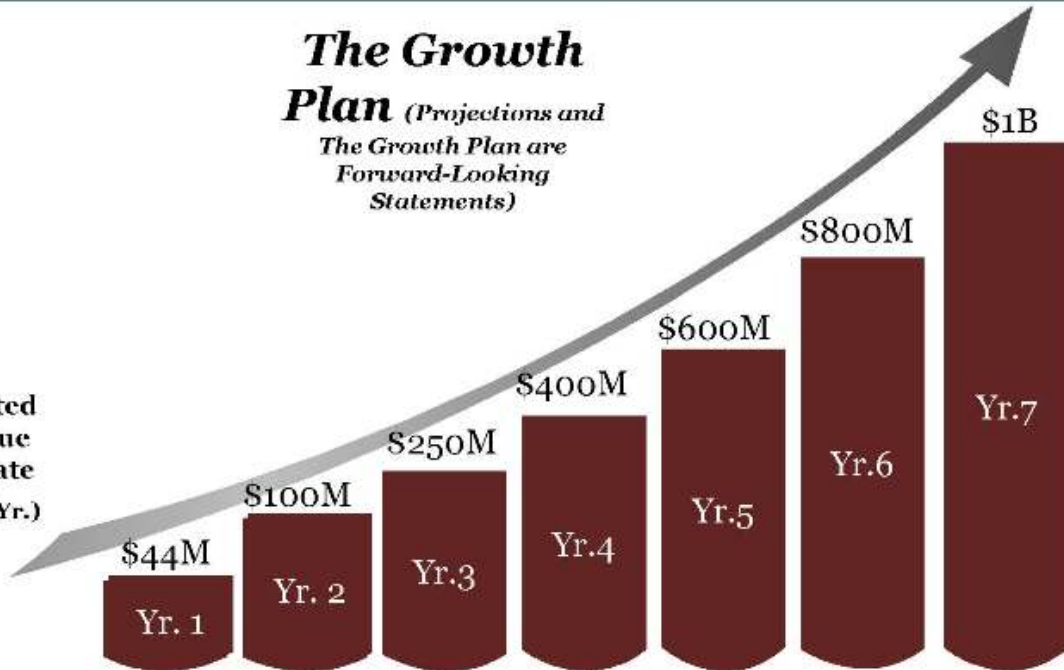 The Growth
Plan (Projections and
The Growth Plan are
Forward-Looking
Statements)
$1B
$800M
$600M
$400M
$250M
$100M
$44M
Yr.)
Yr. 1
Yr. 2
Yr.3
Yr.4
Yr.5
Yr.6
Yr.7